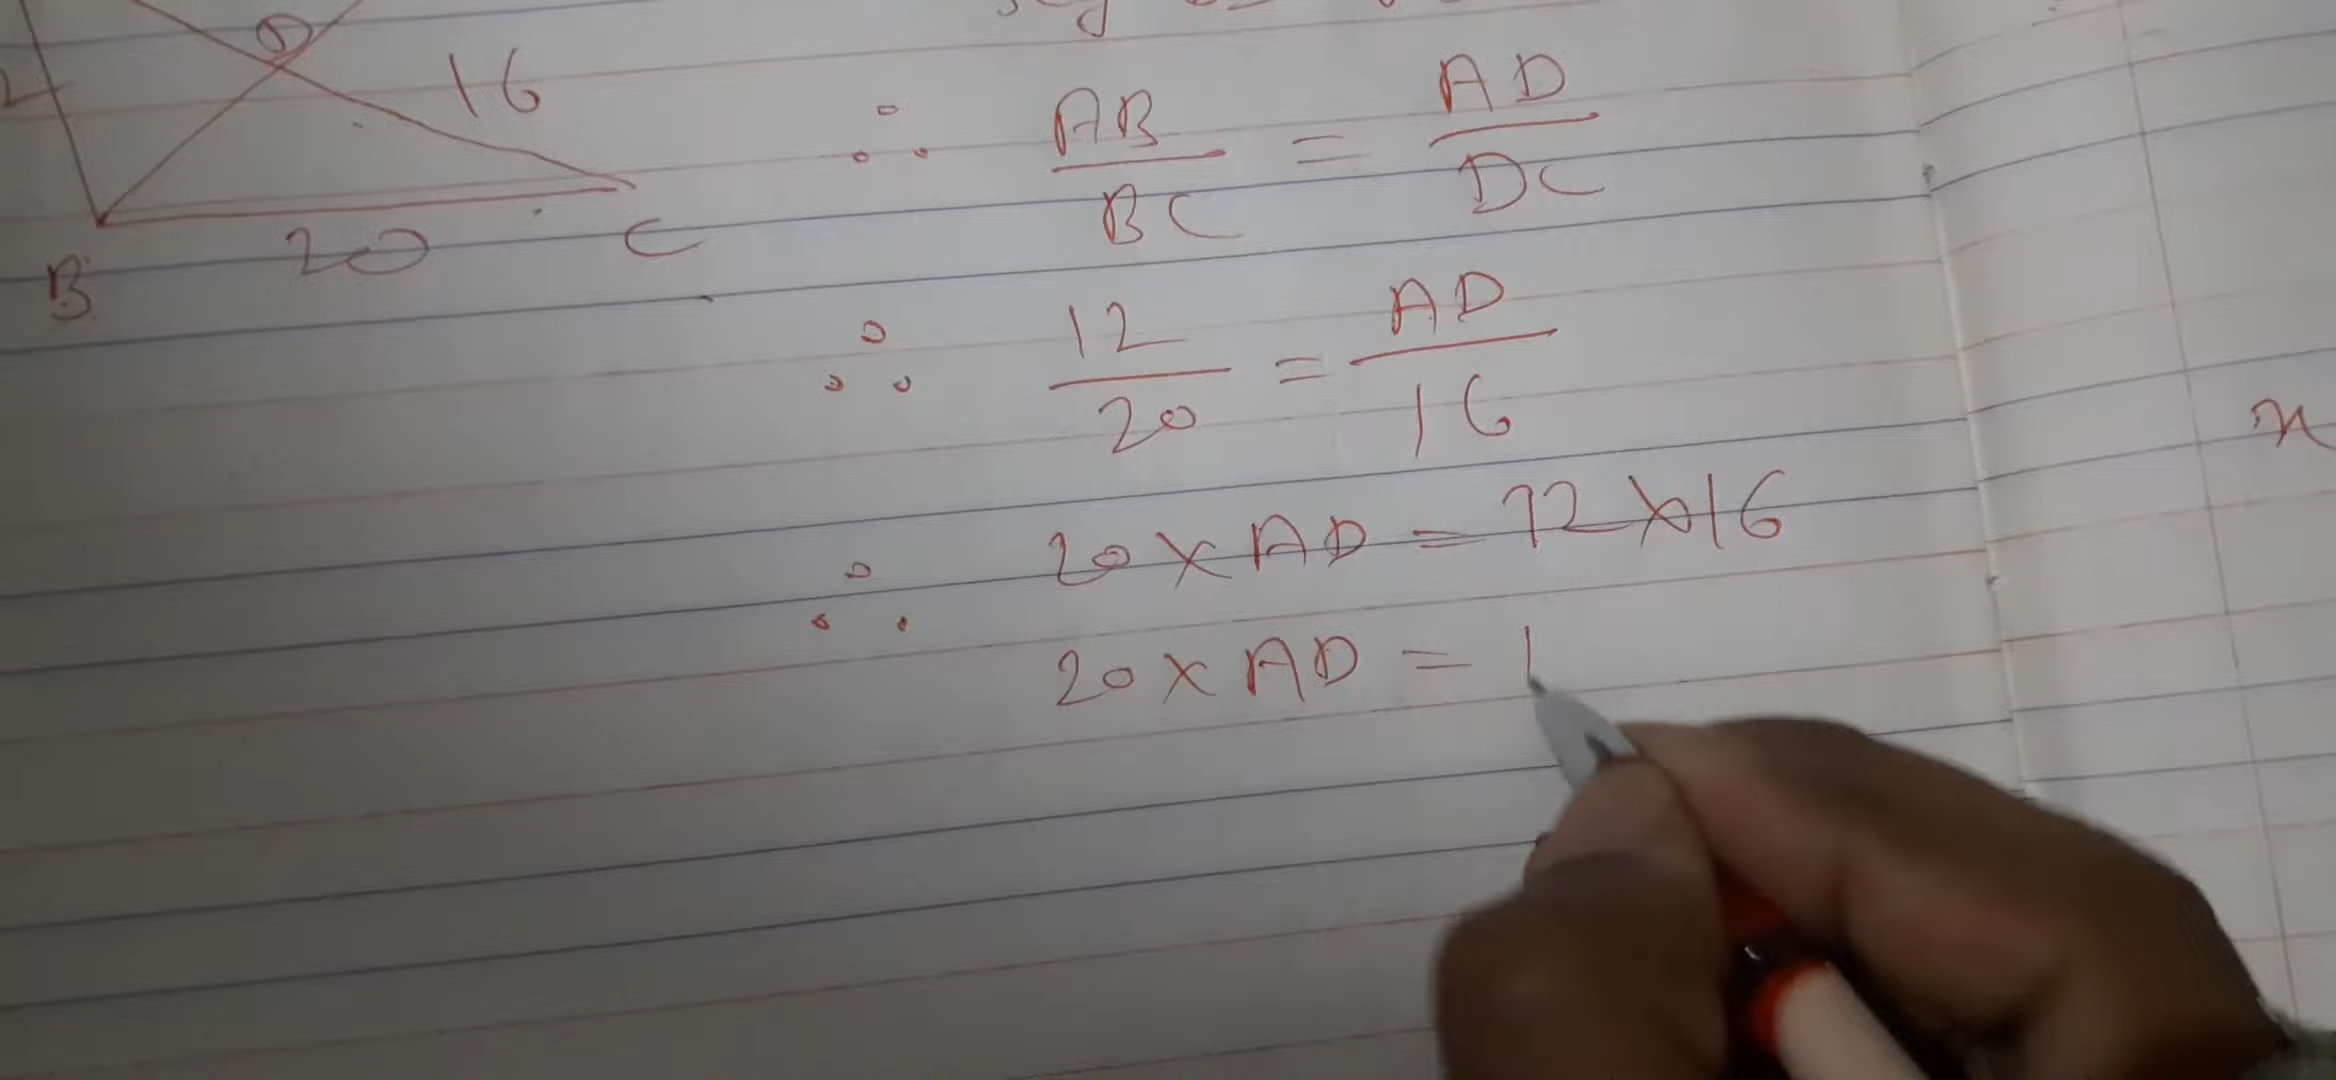 D
16
B
20
C
∴ AB/BC = AD/DC
∴ 12/20 = AD/16
∴ 20 × AD = 12 × 16
20 × AD = 1